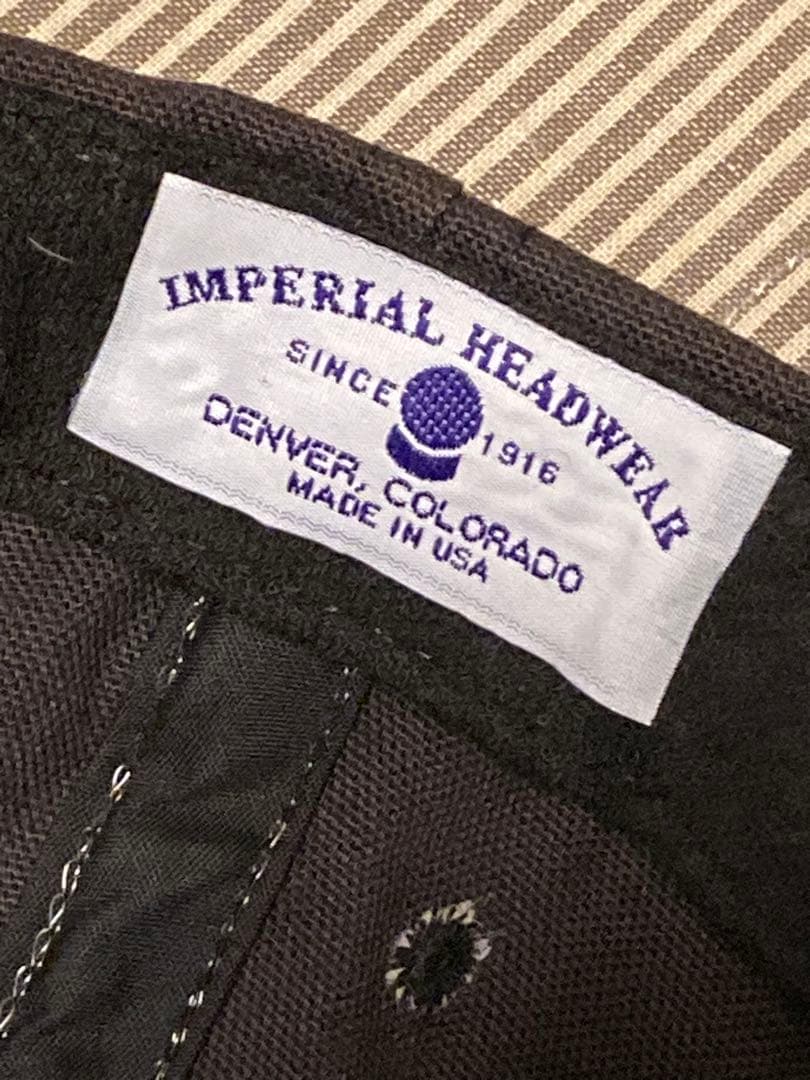 IMPERIAL HEADWEAR
SINCE 1916
DENVER, COLORADO
MADE IN USA